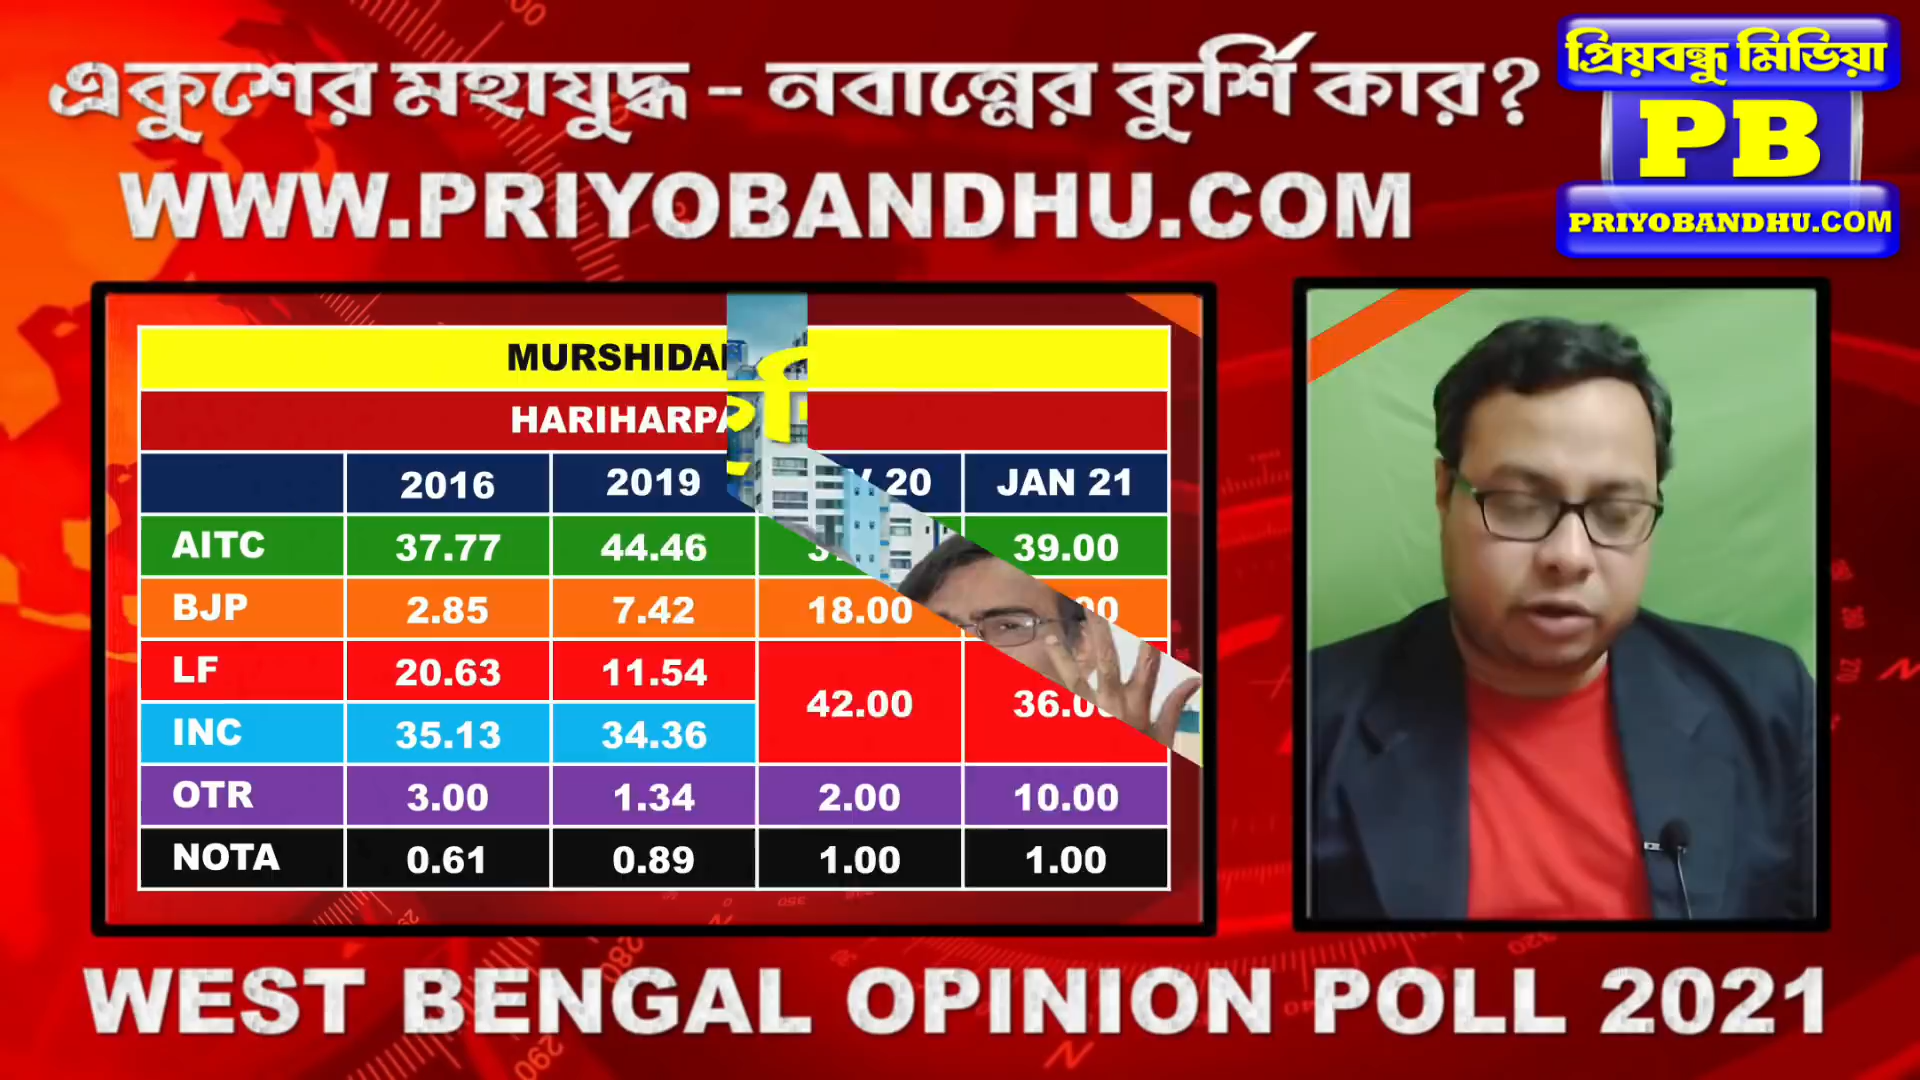 একুশের মহাযুদ্ধ - নবান্নের কুর্শি কার?
WWW.PRIYOBANDHU.COM
প্রিয়বন্ধু মিডিয়া
PB
PRIYOBANDHU.COM
2016 2019 20 JAN 21
AITC 37.77 44.46 39.00
BJP 2.85 7.42 18.00
LF 20.63 11.54
42.00
INC 35.13 34.36
OTR 3.00 1.34 2.00 10.00
NOTA 0.61 0.89 1.00 1.00
WEST BENGAL OPINION POLL 2021